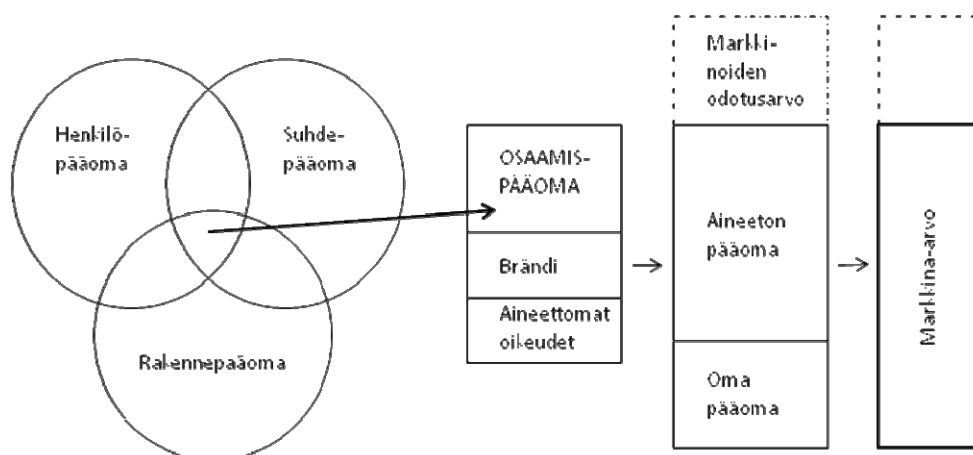 Henkilö-
pääoma
Suhde-
pääoma
Rakennepääoma
OSAAMIS-
PÄÄOMA
Brändi
Aineettomat
oikeudet
Markki-
noiden
odotusarvo
Aineeton
pääoma
Oma
pääoma
Markkina-arvo